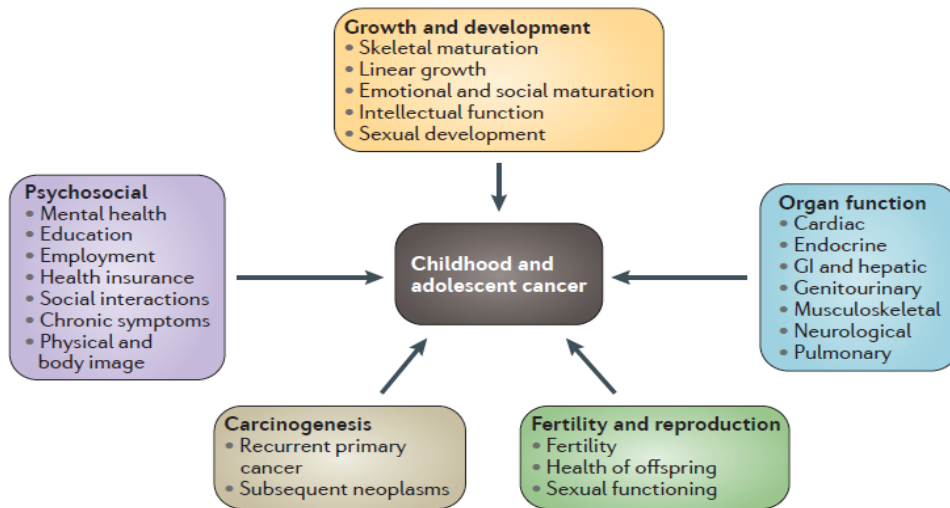 Growth and development
• Skeletal maturation
• Linear growth
• Emotional and social maturation
• Intellectual function
• Sexual development
Psychosocial
• Mental health
• Education
• Employment
• Health insurance
• Social interactions
• Chronic symptoms
• Physical and
body image
Childhood and
adolescent cancer
Organ function
• Cardiac
• Endocrine
• GI and hepatic
• Genitourinary
• Musculoskeletal
• Neurological
• Pulmonary
Carcinogenesis
• Recurrent primary
cancer
• Subsequent neoplasms
Fertility and reproduction
• Fertility
• Health of offspring
• Sexual functioning